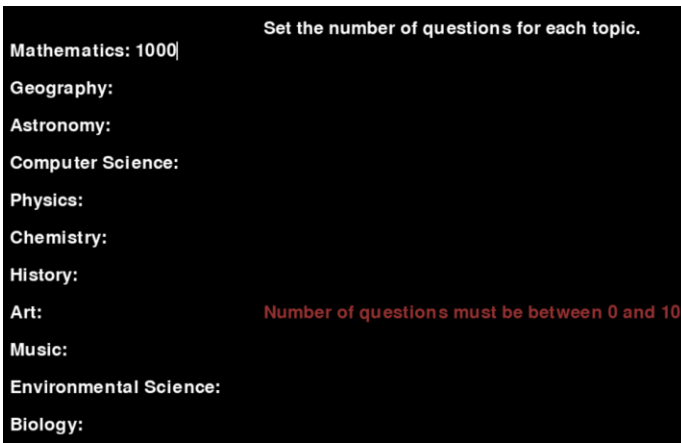 Set the number of questions for each topic.
Mathematics: 1000
Geography:
Astronomy:
Computer Science:
Physics:
Chemistry:
History:
Art:
Number of questions must be between 0 and 10
Music:
Environmental Science:
Biology: